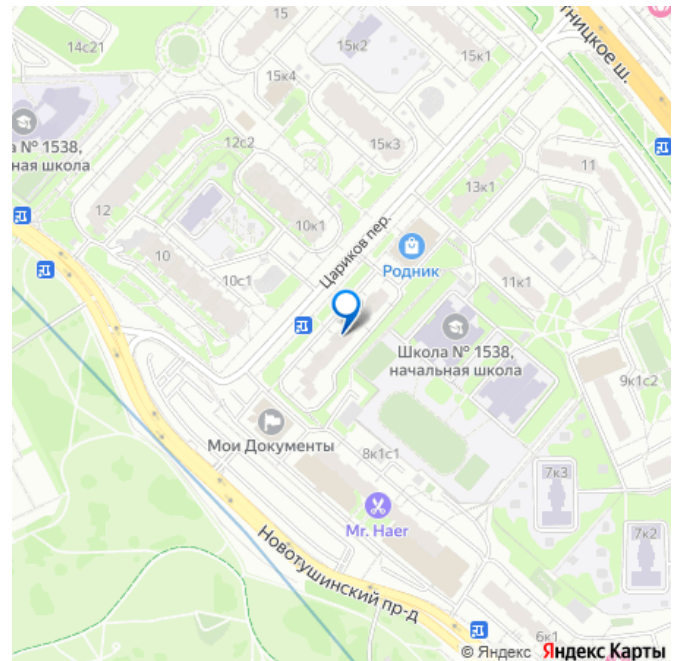 15
14с21
15к2
15к1
тницкое ш.
15к4
а № 1538,
ная школа
12с2
15к3
11
13к1
12
10к1
Цариков пер.
10
10с1
Родник
11к1
Школа № 1538,
начальная школа
9к1с2
Мои Документы
8к1с1
7к3
Mr. Haer
7к2
Новотушинский пр-д
6к1
© Яндекс Яндекс Карты